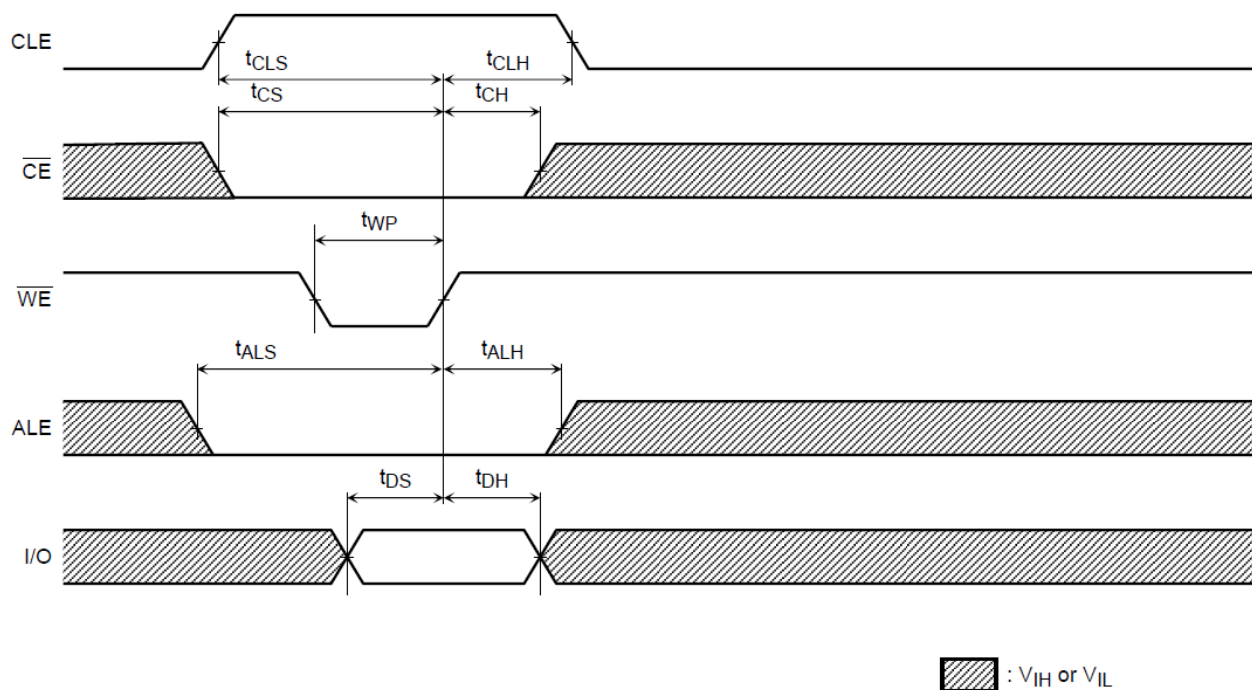 CLE
tCLS tCLH
tCS tCH
CE
tWP
WE
tALS tALH
ALE
tDS tDH
I/O
: VIH or VIL